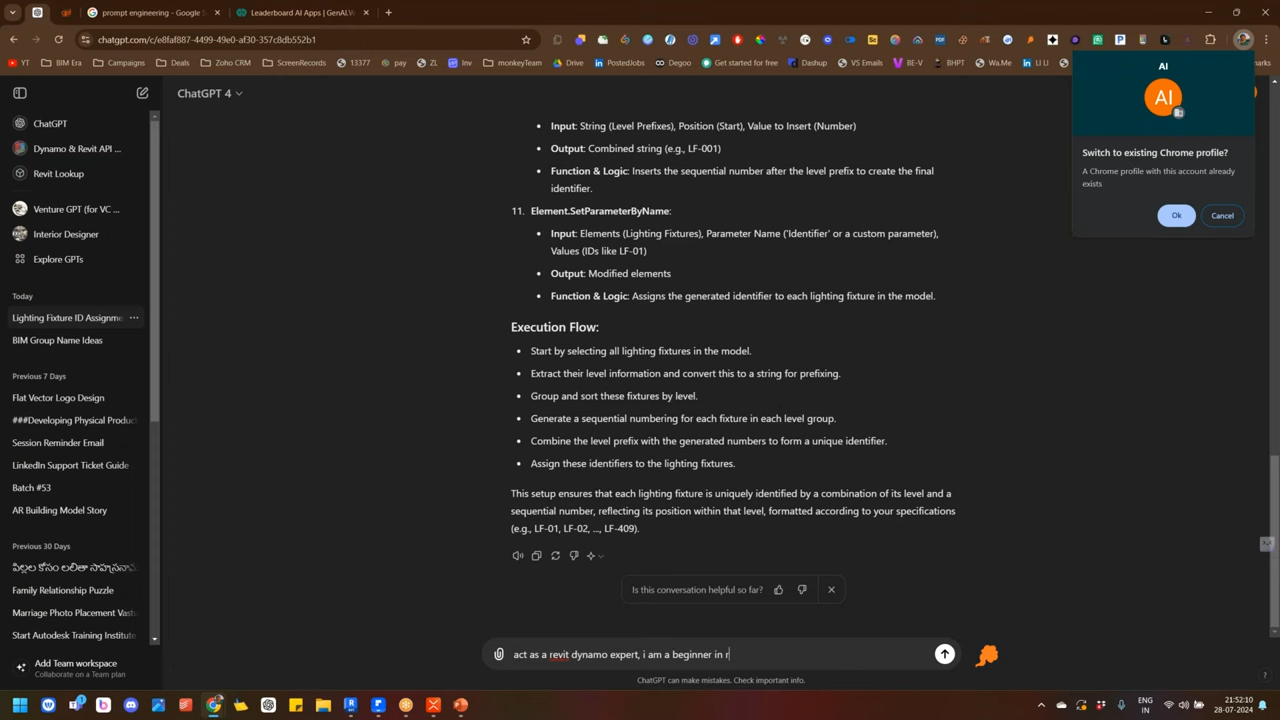 prompt engineering - Google S
Leaderboard AI Apps | GenAI.W
chatgpt.com/c/e8faf887-4499-49e0-af30-357c8db552b1
YT
BIM Era
Campaigns
Deals
Zoho CRM
ScreenRecords
13377
pay
ZL
Inv
monkeyTeam
Drive
PostedJobs
Degoo
Get started for free
Dashup
VS Emails
BE-V
BHPT
Wa.Me
LI LI
AI
AI
Switch to existing Chrome profile?
A Chrome profile with this account already
exists
Ok
Cancel
ChatGPT 4
ChatGPT
Dynamo & Revit API ...
Revit Lookup
Venture GPT (for VC ...
Interior Designer
Explore GPTs
Today
Lighting Fixture ID Assignme
BIM Group Name Ideas
Previous 7 Days
Flat Vector Logo Design
###Developing Physical Produc
Session Reminder Email
LinkedIn Support Ticket Guide
Batch #53
AR Building Model Story
Previous 30 Days
పిల్లల కోసం లలితా సాహస్రనామ
Family Relationship Puzzle
Marriage Photo Placement Vastu
Start Autodesk Training Institute
Add Team workspace
Collaborate on a Team plan
• Input: String (Level Prefixes), Position (Start), Value to Insert (Number)
• Output: Combined string (e.g., LF-001)
• Function & Logic: Inserts the sequential number after the level prefix to create the final
identifier.
11. Element.SetParameterByName:
• Input: Elements (Lighting Fixtures), Parameter Name ('Identifier' or a custom parameter),
Values (IDs like LF-01)
• Output: Modified elements
• Function & Logic: Assigns the generated identifier to each lighting fixture in the model.
Execution Flow:
• Start by selecting all lighting fixtures in the model.
• Extract their level information and convert this to a string for prefixing.
• Group and sort these fixtures by level.
• Generate a sequential numbering for each fixture in each level group.
• Combine the level prefix with the generated numbers to form a unique identifier.
• Assign these identifiers to the lighting fixtures.
This setup ensures that each lighting fixture is uniquely identified by a combination of its level and a
sequential number, reflecting its position within that level, formatted according to your specifications
(e.g., LF-01, LF-02, ..., LF-409).
Is this conversation helpful so far?
act as a revit dynamo expert, i am a beginner in r
ChatGPT can make mistakes. Check important info.
ENG
IN
21:52:10
28-07-2024